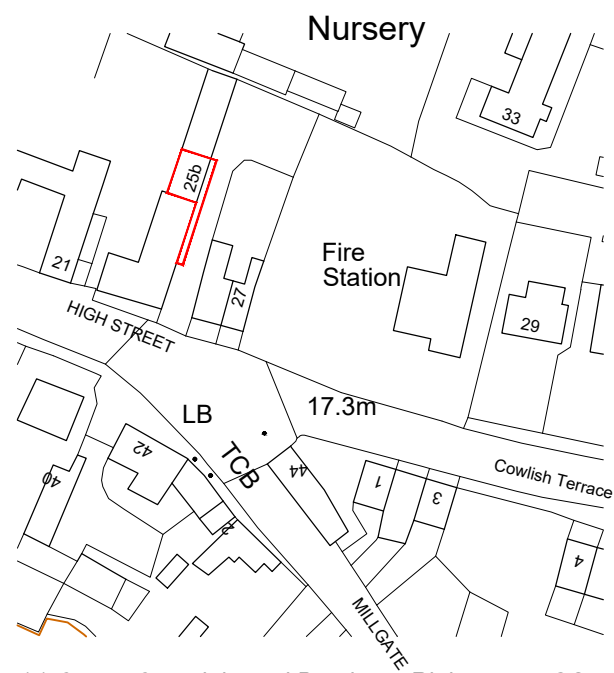 Nursery
33
25b
21
Fire
Station
27
29
HIGH STREET
17.3m
LB
TCB
42
44
40
2
1
3
4
Cowlish Terrace
MILLGATE